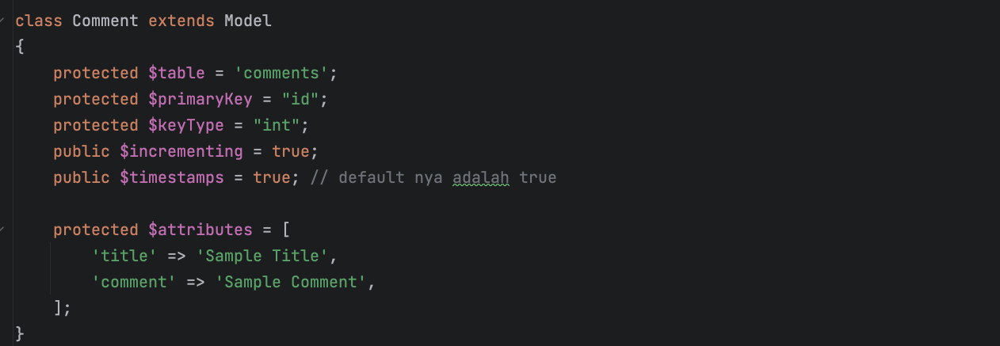 class Comment extends Model
{
    protected $table = 'comments';
    protected $primaryKey = "id";
    protected $keyType = "int";
    public $incrementing = true;
    public $timestamps = true; // default nya adalah true
    protected $attributes = [
        'title' => 'Sample Title',
        'comment' => 'Sample Comment',
    ];
}